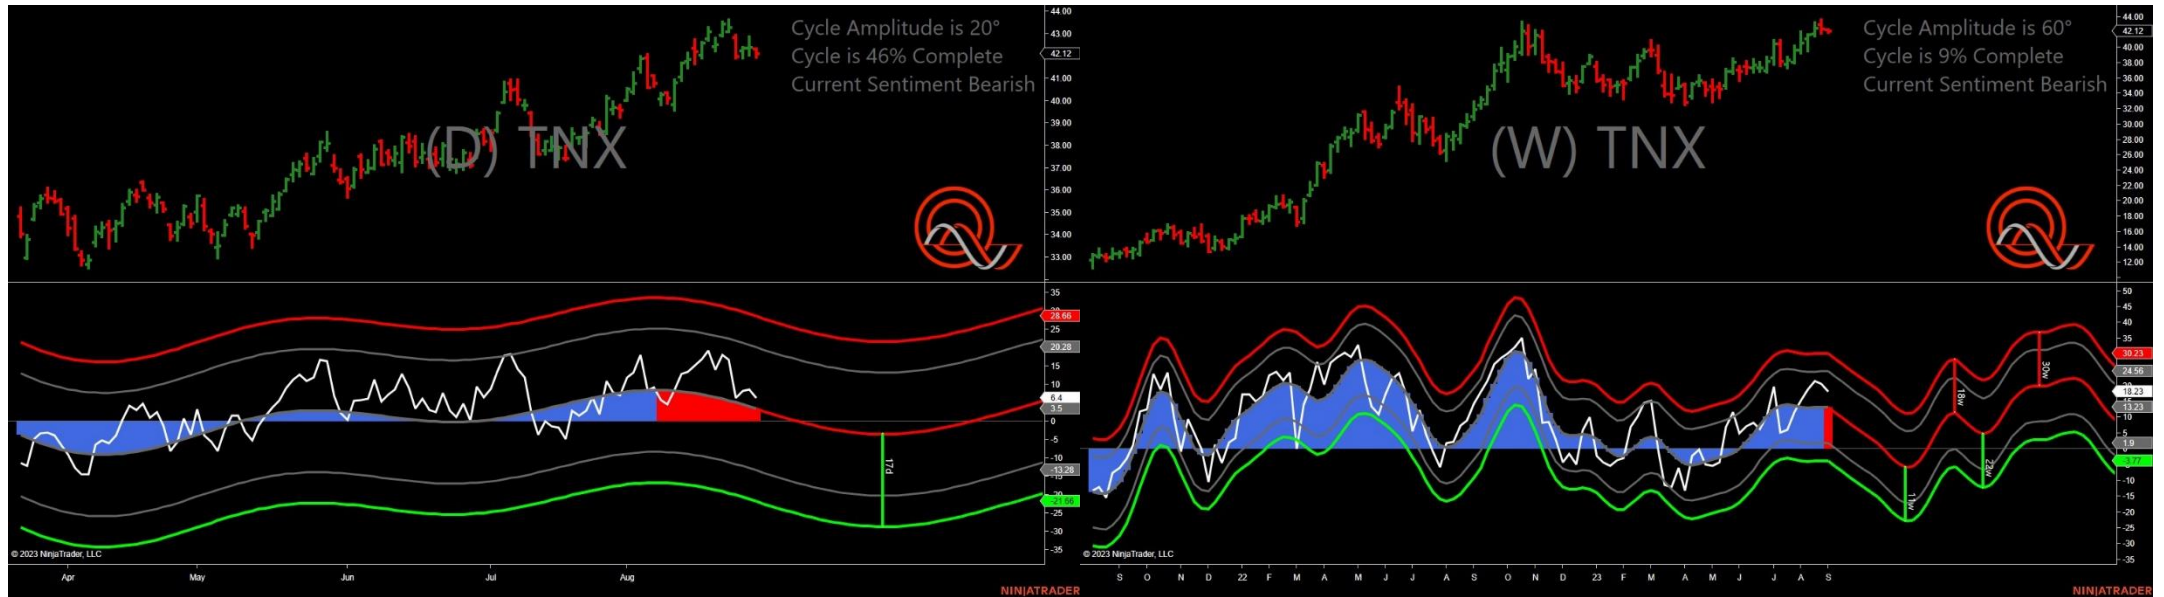 Cycle Amplitude is 20°
Cycle is 46% Complete
Current Sentiment Bearish
(D) TNX
44.00
43.00
42.12
41.00
40.00
39.00
38.00
37.00
36.00
35.00
34.00
33.00
35
28.66
25
20.28
15
10
6.4
3.5
0
-5
-10
-13.28
-21.66
-25
-30
-35
17d
© 2023 NinjaTrader, LLC
Apr
May
Jun
Jul
Aug
NINJATRADER
Cycle Amplitude is 60°
Cycle is 9% Complete
Current Sentiment Bearish
(W) TNX
44.00
42.12
40.00
38.00
36.00
34.00
32.00
30.00
28.00
26.00
24.00
22.00
20.00
18.00
16.00
14.00
12.00
50
45
40
35
30.23
24.56
18.23
13.23
10
5
1.9
-3.77
-10
-15
-20
-25
-30
-35
11w
18w
22w
30w
© 2023 NinjaTrader, LLC
S O N D 22 F M A M J J A S O N D 23 F M A M J J A S
NINJATRADER